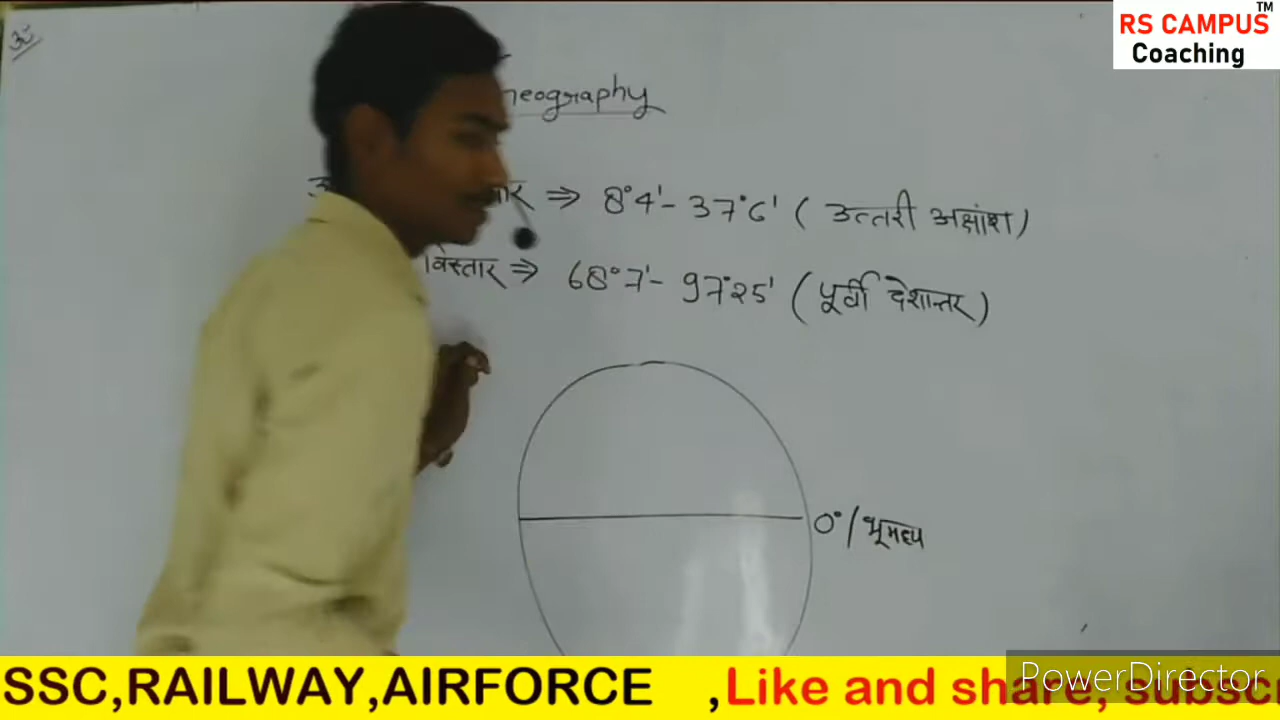 TM
RS CAMPUS
Coaching
ॐ
eography
⇒ 8°4'- 37°6' ( उत्तरी अक्षांश)
विस्तार ⇒ 68°7'- 97°25' (पूर्वी देशान्तर)
0°/भूमध्य
SSC,RAILWAY,AIRFORCE ,Like and share, subsc
PowerDirector